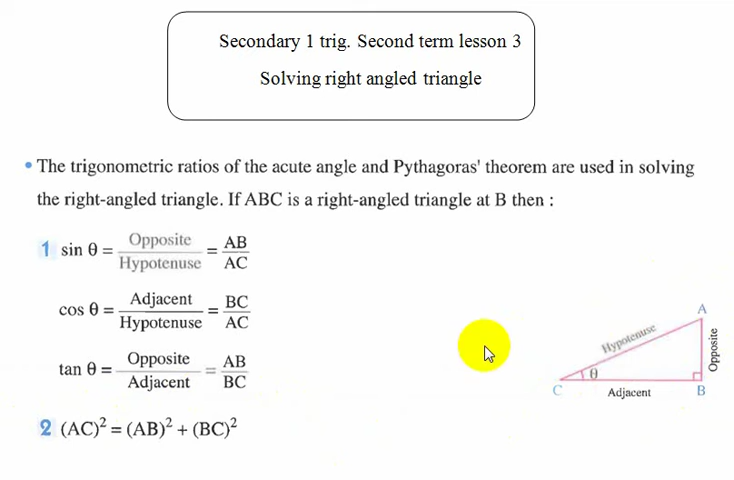 Secondary 1 trig. Second term lesson 3
Solving right angled triangle
• The trigonometric ratios of the acute angle and Pythagoras' theorem are used in solving
the right-angled triangle. If ABC is a right-angled triangle at B then :
1 sin θ = Opposite / Hypotenuse = AB / AC
cos θ = Adjacent / Hypotenuse = BC / AC
tan θ = Opposite / Adjacent = AB / BC
2 (AC)² = (AB)² + (BC)²
A
Hypotenuse
Opposite
θ
C
Adjacent
B